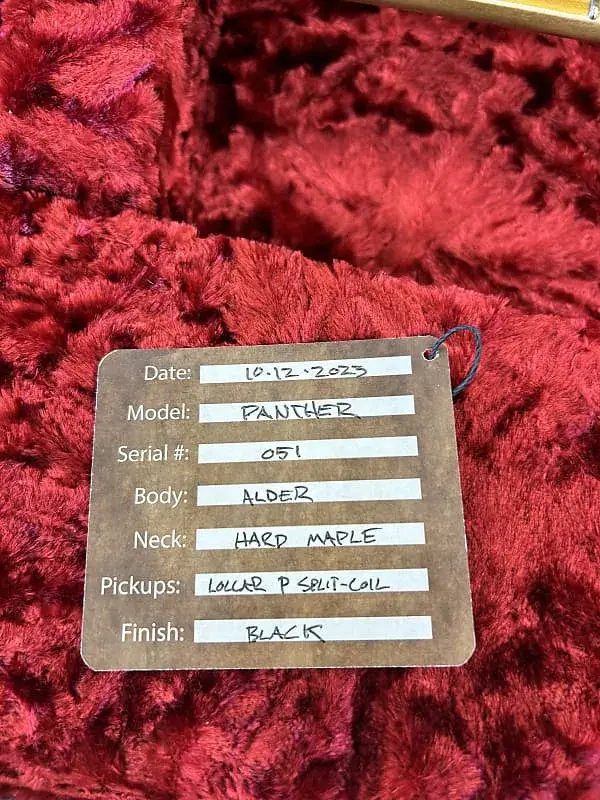 Date: 10.12.2023
Model: PANTHER
Serial #: 051
Body: ALDER
Neck: HARD MAPLE
Pickups: LOLLAR P SPLIT-COIL
Finish: BLACK